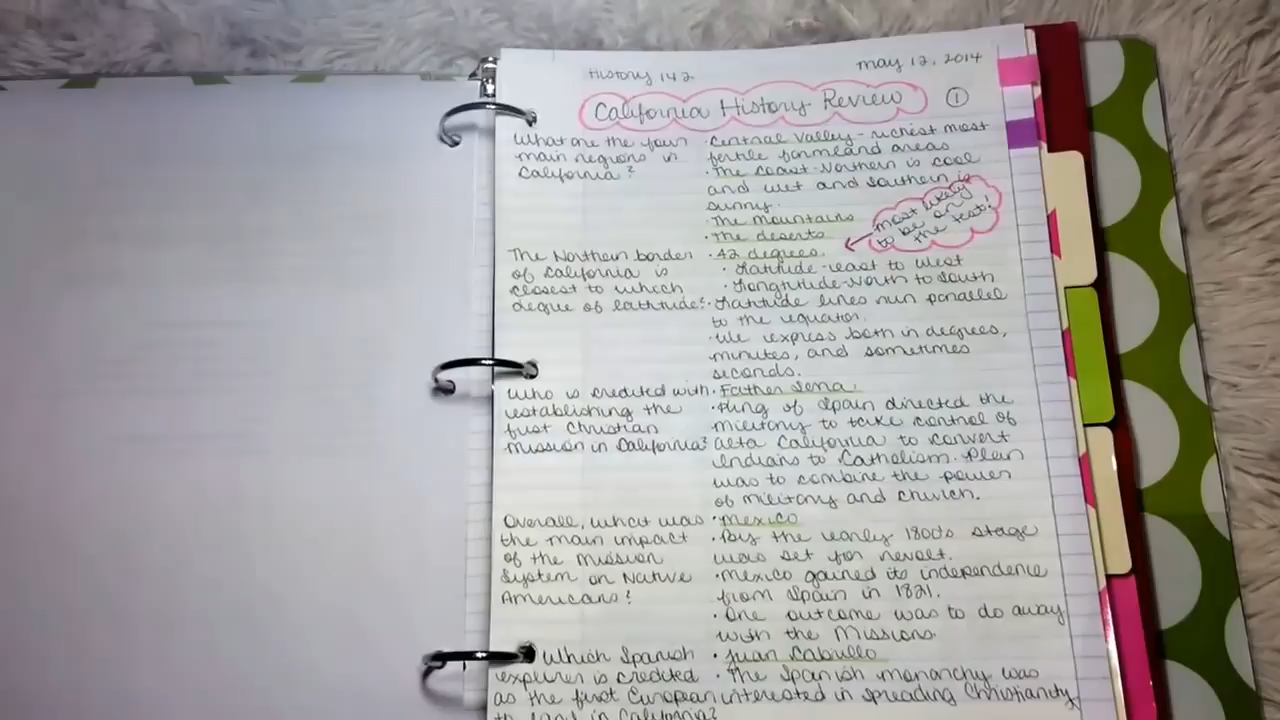 History 142
May 12, 2014
California History Review
1
What are the four
main regions in
California?
· Central Valley - richest most
fertile farmland areas
· The coast - Northern is cool
and wet and Southern is
sunny.
· The mountains
· The deserts
most likely
to be on
the test!
The Northern border
of California is
closest to which
degree of latitude?
· 42 degrees.
· Latitude - east to west
· Longtitude - North to South
· Latitude lines run parallel
to the equator.
· We express both in degrees,
minutes, and sometimes
seconds.
Who is credited with
establishing the
first Christian
mission in California?
· Father Serra.
· King of Spain directed the
military to take control of
alta California to convert
Indians to Catholism. Plan
was to combine the power
of military and church.
Overall, what was
the main impact
of the Mission
System on Native
Americans?
· Mexico
· By the early 1800s stage
was set for revolt.
· Mexico gained its independence
from Spain in 1821.
· One outcome was to do away
with the Missions.
Which Spanish
explorer is credited
as the first European
to land in California?
· Juan Cabrillo
· The Spanish monarchy was
interested in spreading Christianity